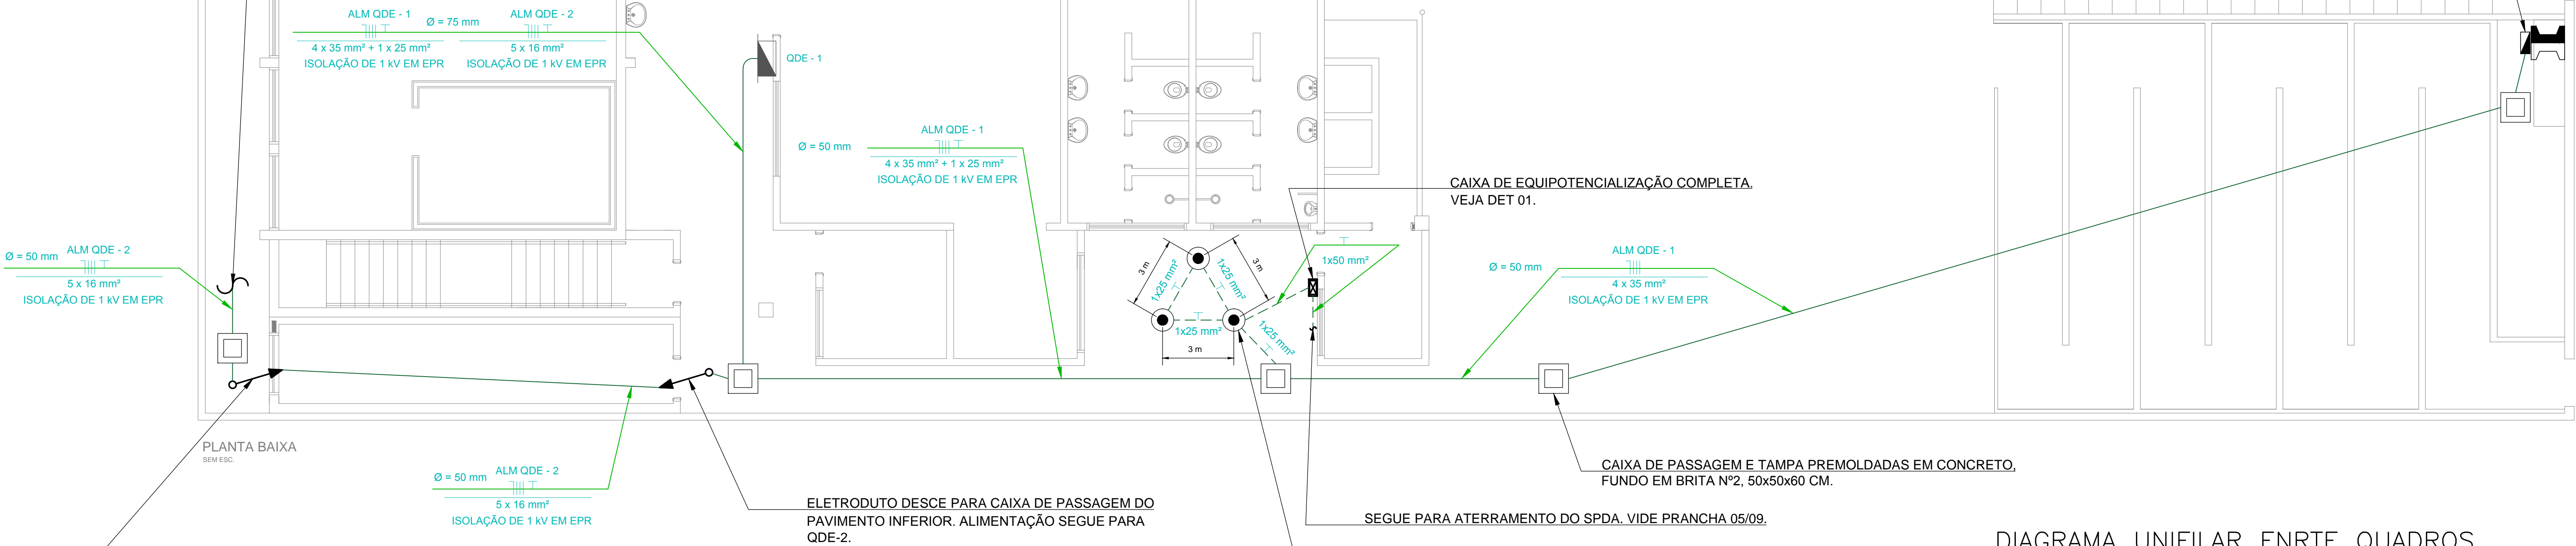 ALM QDE - 1
Ø = 75 mm
ALM QDE - 2
4 x 35 mm² + 1 x 25 mm²
5 x 16 mm²
ISOLAÇÃO DE 1 kV EM EPR
ISOLAÇÃO DE 1 kV EM EPR
QDE - 1
Ø = 50 mm
ALM QDE - 1
4 x 35 mm² + 1 x 25 mm²
ISOLAÇÃO DE 1 kV EM EPR
CAIXA DE EQUIPOTENCIALIZAÇÃO COMPLETA.
VEJA DET 01.
Ø = 50 mm
ALM QDE - 2
5 x 16 mm²
ISOLAÇÃO DE 1 kV EM EPR
3 m
3 m
1x25 mm²
1x25 mm²
1x25 mm²
1x25 mm²
3 m
1x50 mm²
Ø = 50 mm
ALM QDE - 1
4 x 35 mm²
ISOLAÇÃO DE 1 kV EM EPR
PLANTA BAIXA
SEM ESC.
Ø = 50 mm
ALM QDE - 2
5 x 16 mm²
ISOLAÇÃO DE 1 kV EM EPR
ELETRODUTO DESCE PARA CAIXA DE PASSAGEM DO
PAVIMENTO INFERIOR. ALIMENTAÇÃO SEGUE PARA
QDE-2.
CAIXA DE PASSAGEM E TAMPA PREMOLDADAS EM CONCRETO,
FUNDO EM BRITA Nº2, 50x50x60 CM.
SEGUE PARA ATERRAMENTO DO SPDA. VIDE PRANCHA 05/09.
DIAGRAMA UNIFILAR ENRTE QUADROS